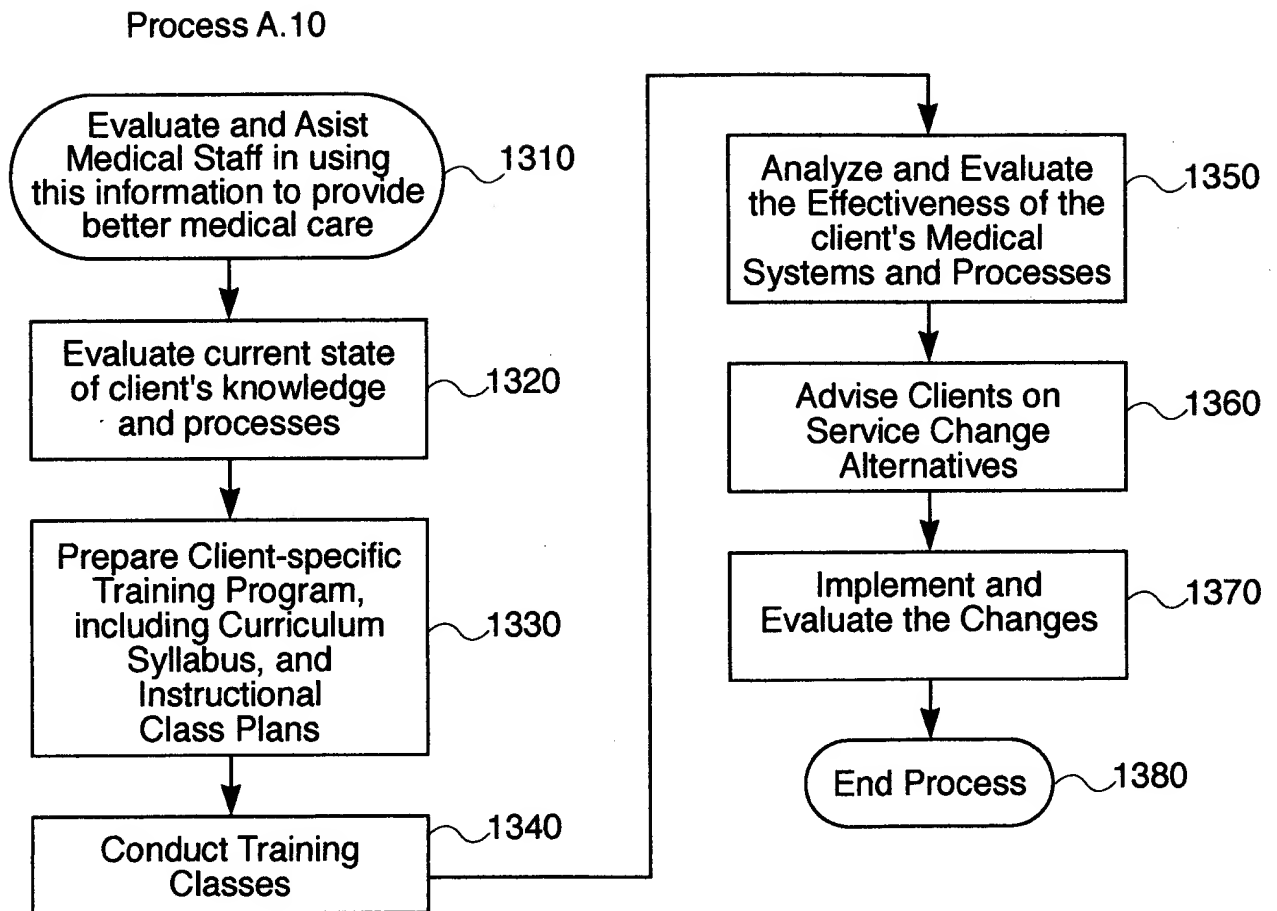 Process A.10
Evaluate and Asist
Medical Staff in using
this information to provide
better medical care
1310
Evaluate current state
of client's knowledge
and processes
1320
Prepare Client-specific
Training Program,
including Curriculum
Syllabus, and
Instructional
Class Plans
1330
Conduct Training
Classes
1340
Analyze and Evaluate
the Effectiveness of the
client's Medical
Systems and Processes
1350
Advise Clients on
Service Change
Alternatives
1360
Implement and
Evaluate the Changes
1370
End Process
1380